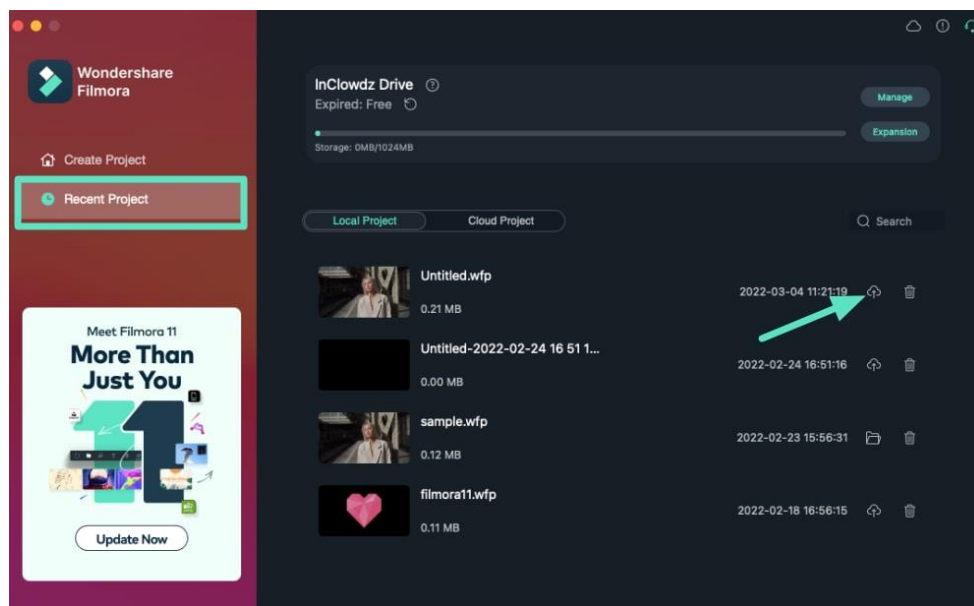 Wondershare
Filmora
Create Project
Recent Project
Meet Filmora 11
More Than
Just You
Update Now
InClowdz Drive
Expired: Free
Manage
Expansion
Storage: 0MB/1024MB
Local Project
Cloud Project
Search
Untitled.wfp
0.21 MB
2022-03-04 11:21:19
Untitled-2022-02-24 16 51 1...
0.00 MB
2022-02-24 16:51:16
sample.wfp
0.12 MB
2022-02-23 15:56:31
filmora11.wfp
0.11 MB
2022-02-18 16:56:15